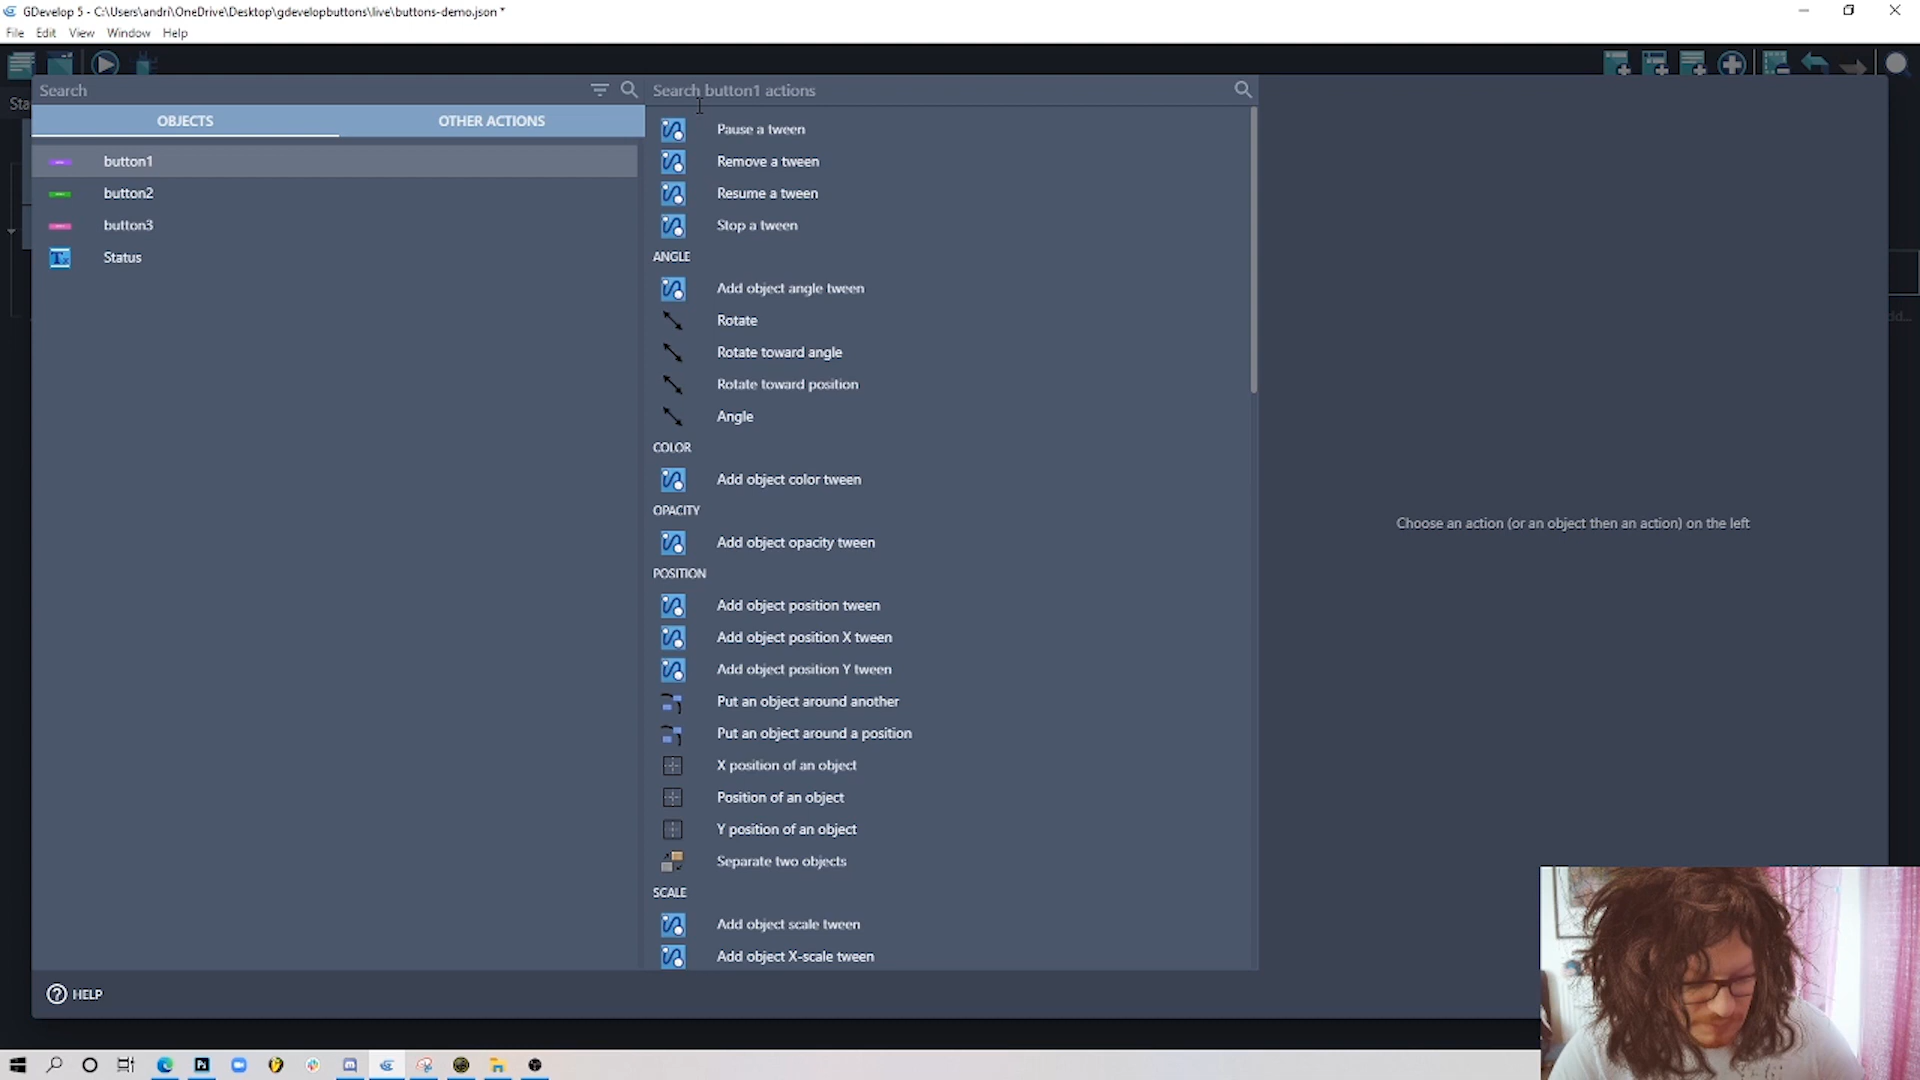 GDevelop 5 - C:\Users\andri\OneDrive\Desktop\gdevelopbuttons\live\buttons-demo.json *
File Edit View Window Help
Search
Search button1 actions
OBJECTS
OTHER ACTIONS
button1
button2
button3
Status
Pause a tween
Remove a tween
Resume a tween
Stop a tween
ANGLE
Add object angle tween
Rotate
Rotate toward angle
Rotate toward position
Angle
COLOR
Add object color tween
OPACITY
Add object opacity tween
POSITION
Add object position tween
Add object position X tween
Add object position Y tween
Put an object around another
Put an object around a position
X position of an object
Position of an object
Y position of an object
Separate two objects
SCALE
Add object scale tween
Add object X-scale tween
Choose an action (or an object then an action) on the left
HELP